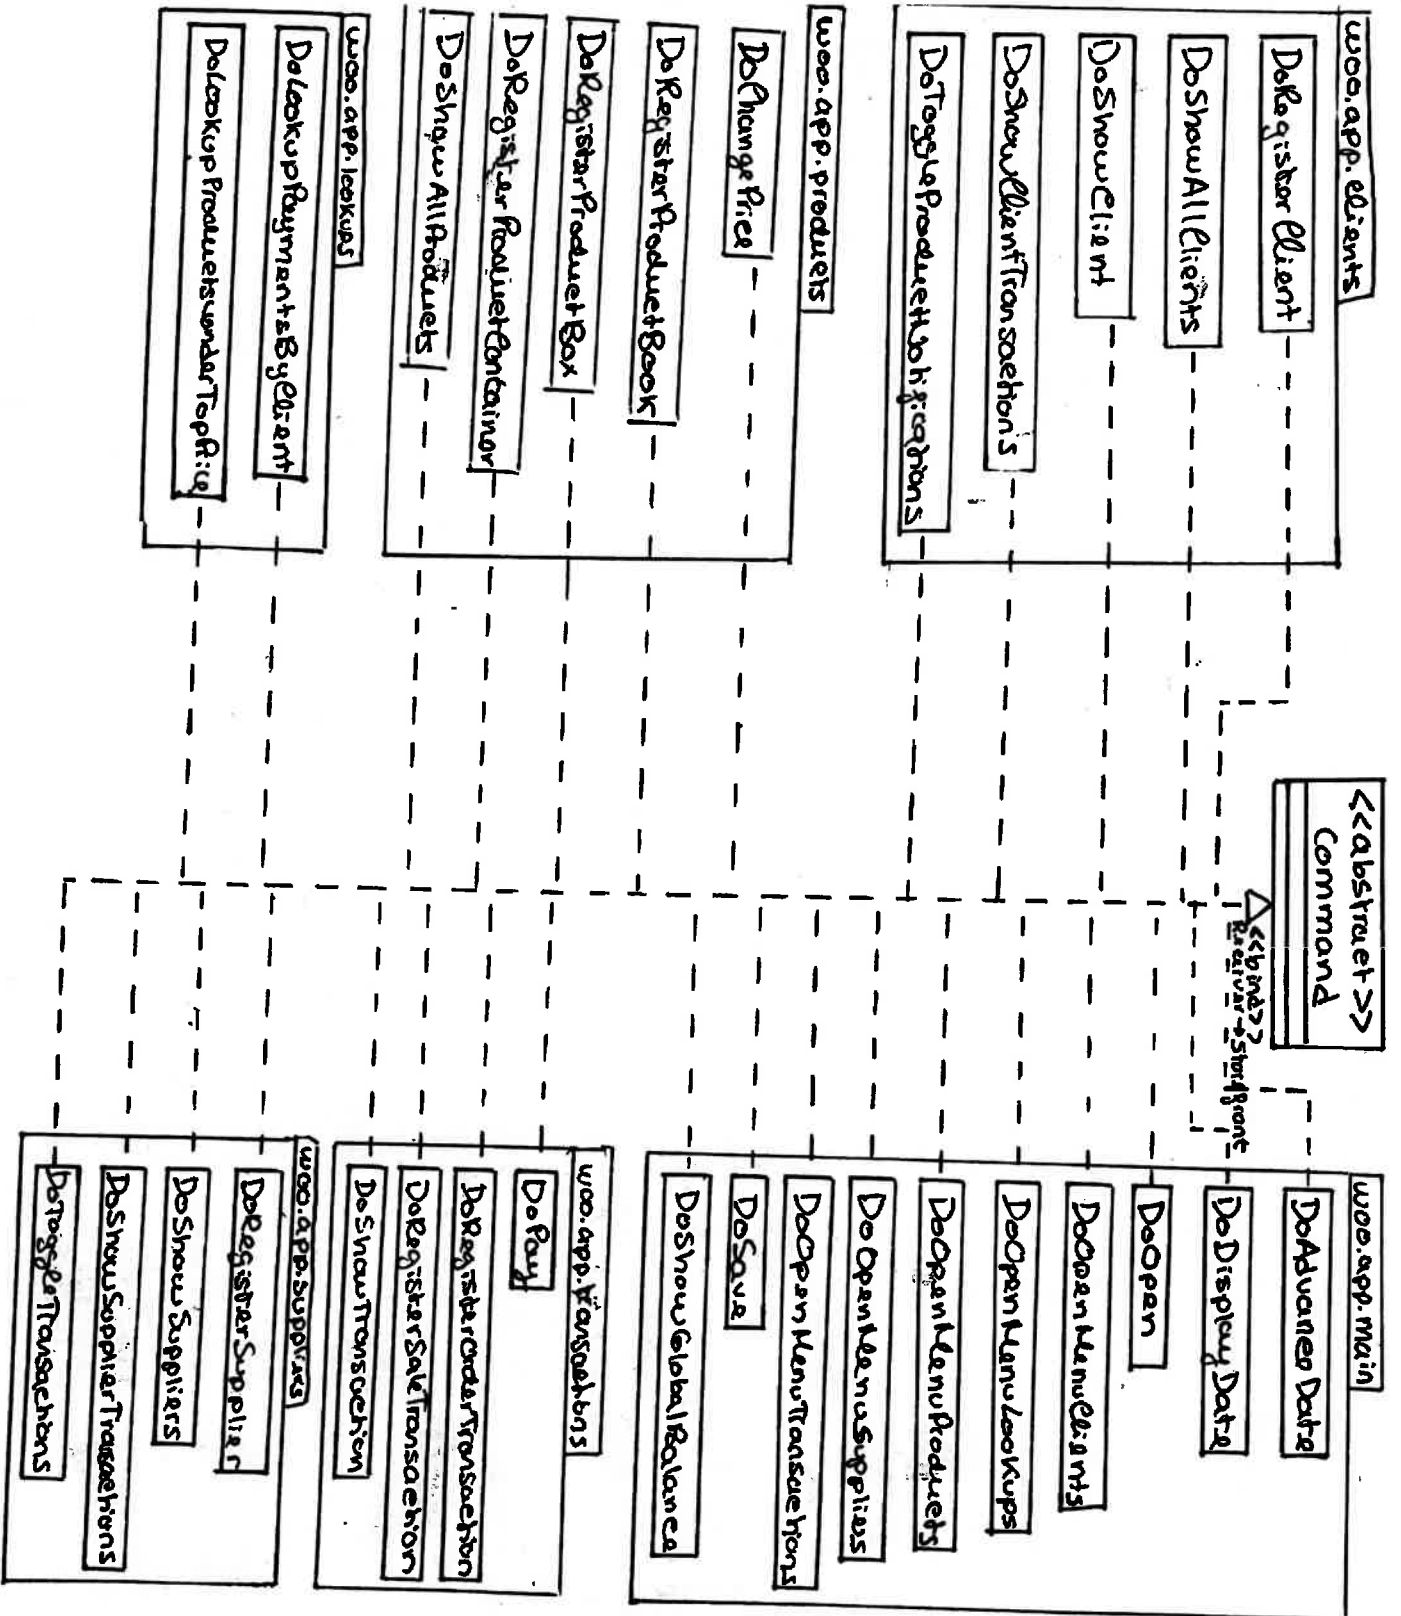 <<abstract>>
Command
<<bind>>
Receiver→Storefront
woo.app.clients
DoRegisterClient
DoShowAllClients
DoShowClient
DoShowClientTransactions
DoToggleProductNotifications
woo.app.products
DoChangePrice
DoRegisterProductBook
DoRegisterProductBox
DoRegisterProductContainer
DoShowAllProducts
woo.app.lookups
DoLookupPaymentsByClient
DoLookupProductsunderTopPrice
woo.app.main
DoAdvanceDate
DoDisplayDate
DoOpen
DoOpenMenuClients
DoOpenMenuLookups
DoOpenMenuProducts
DoOpenMenuSuppliers
DoOpenMenuTransactions
DoSave
DoShowGlobalBalance
woo.app.transactions
DoPay
DoRegisterOrderTransaction
DoRegisterSaleTransaction
DoShowTransaction
woo.app.suppliers
DoRegisterSupplier
DoShowSuppliers
DoShowSupplierTransactions
DoToggleTransactions